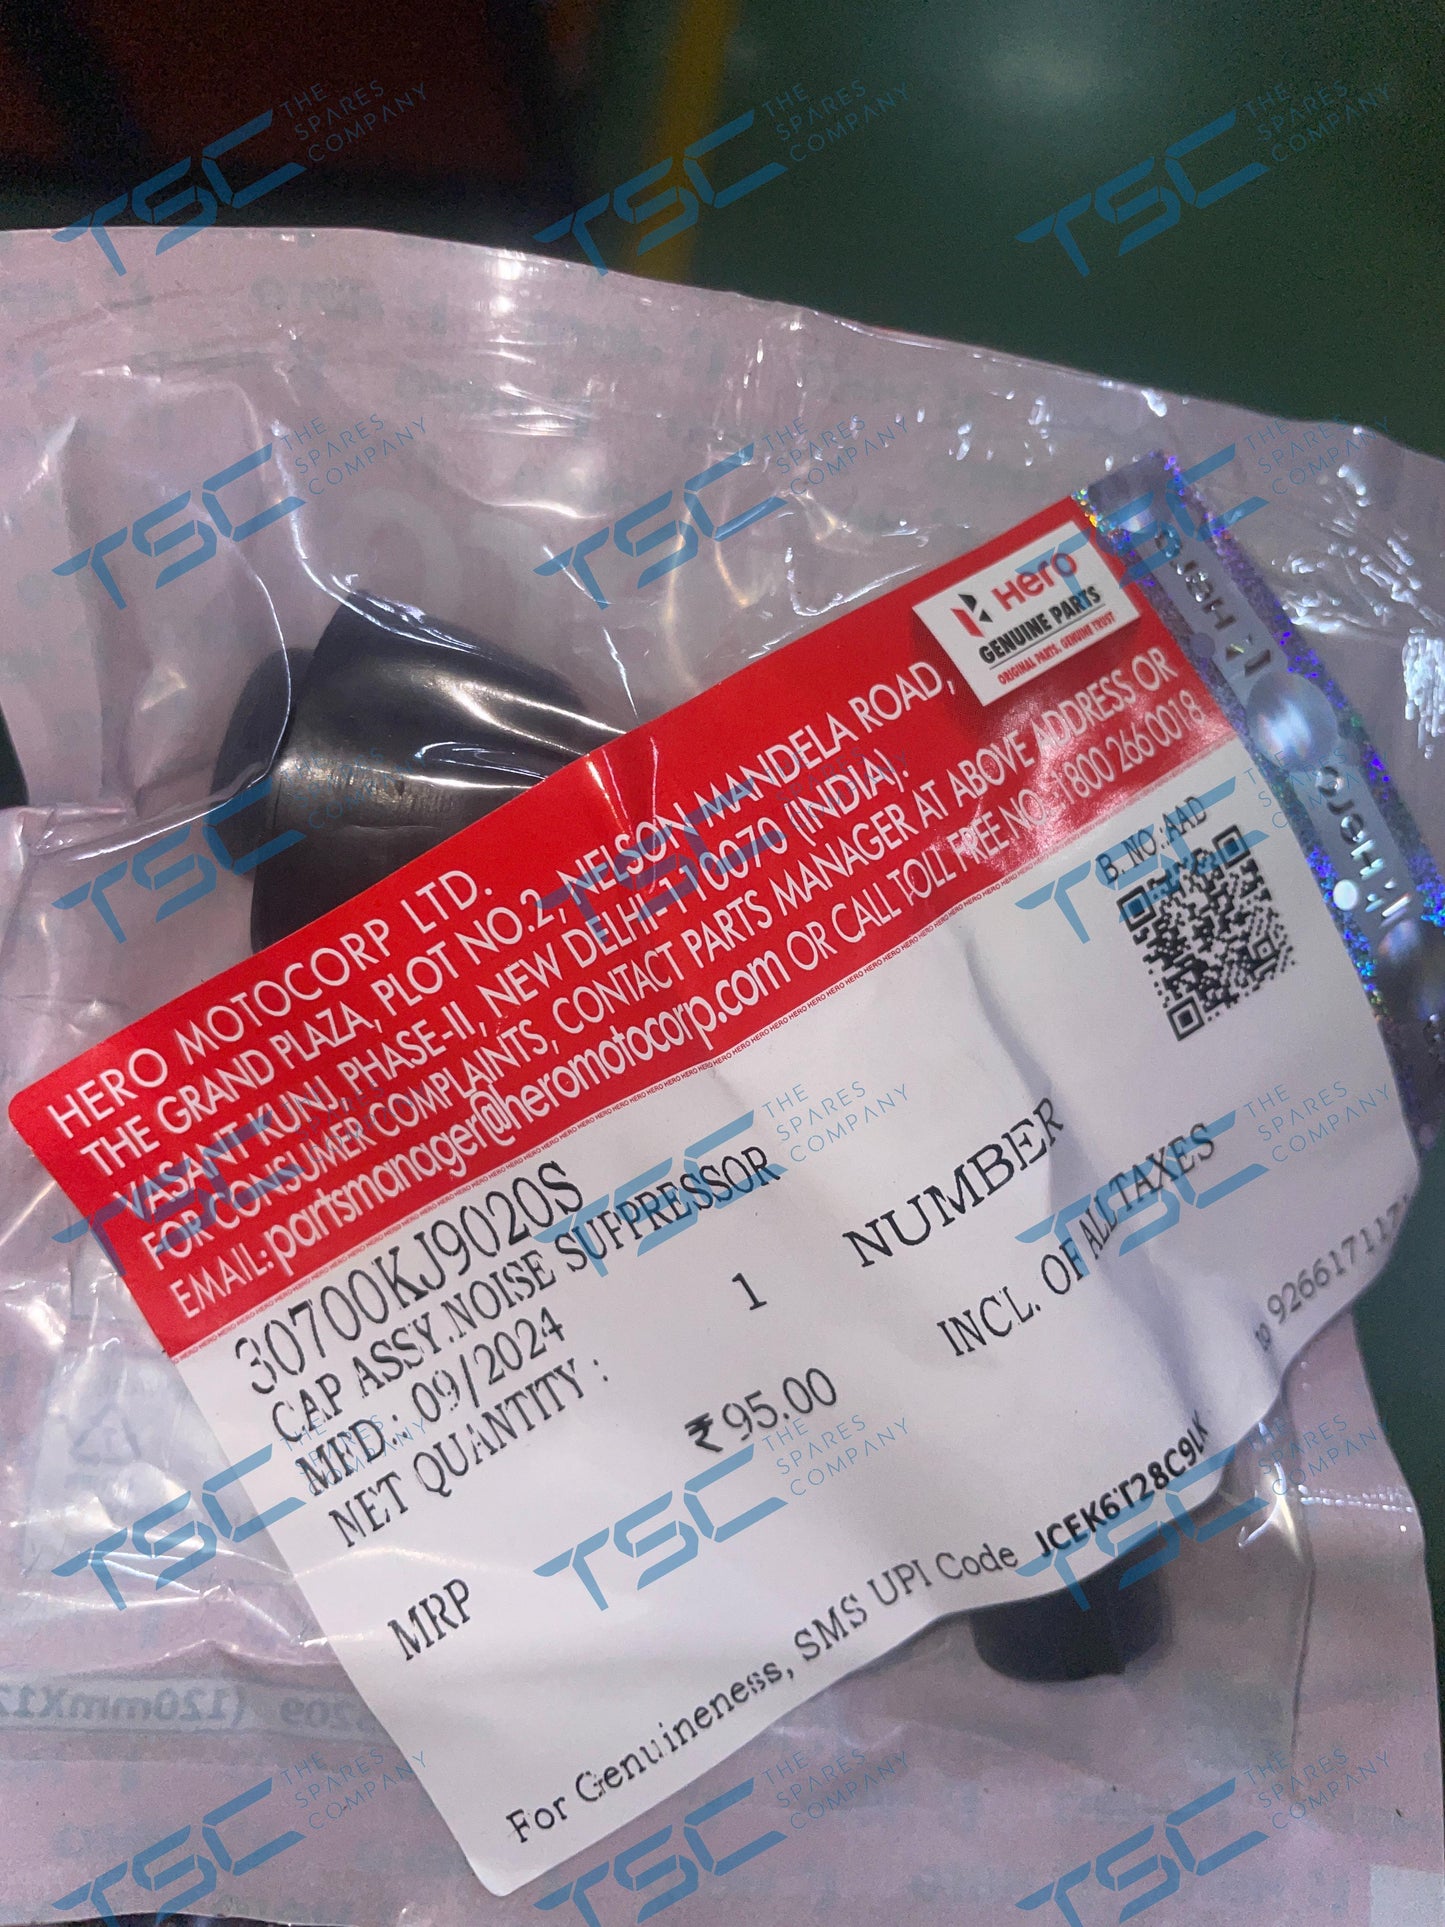 Hero
GENUINE PARTS
ORIGINAL PARTS. GENUINE TRUST
HERO MOTOCORP LTD.
THE GRAND PLAZA, PLOT NO.2, NELSON MANDELA ROAD,
VASANT KUNJ, PHASE-II, NEW DELHI-110070 (INDIA).
FOR CONSUMER COMPLAINTS, CONTACT PARTS MANAGER AT ABOVE ADDRESS OR
EMAIL: partsmanager@heromotocorp.com OR CALL TOLL FREE NO. 1800 266 0018
B_NO.:AAD
30700KJ9020S
CAP ASSY.NOISE SUPPRESSOR
MFD.: 09/2024
NET QUANTITY : 1 NUMBER
MRP ₹95.00 INCL. OF ALL TAXES
For Genuineness, SMS UPI Code JCEK6T28C9LK to
Hero
Hero
TSC THE SPARES COMPANY